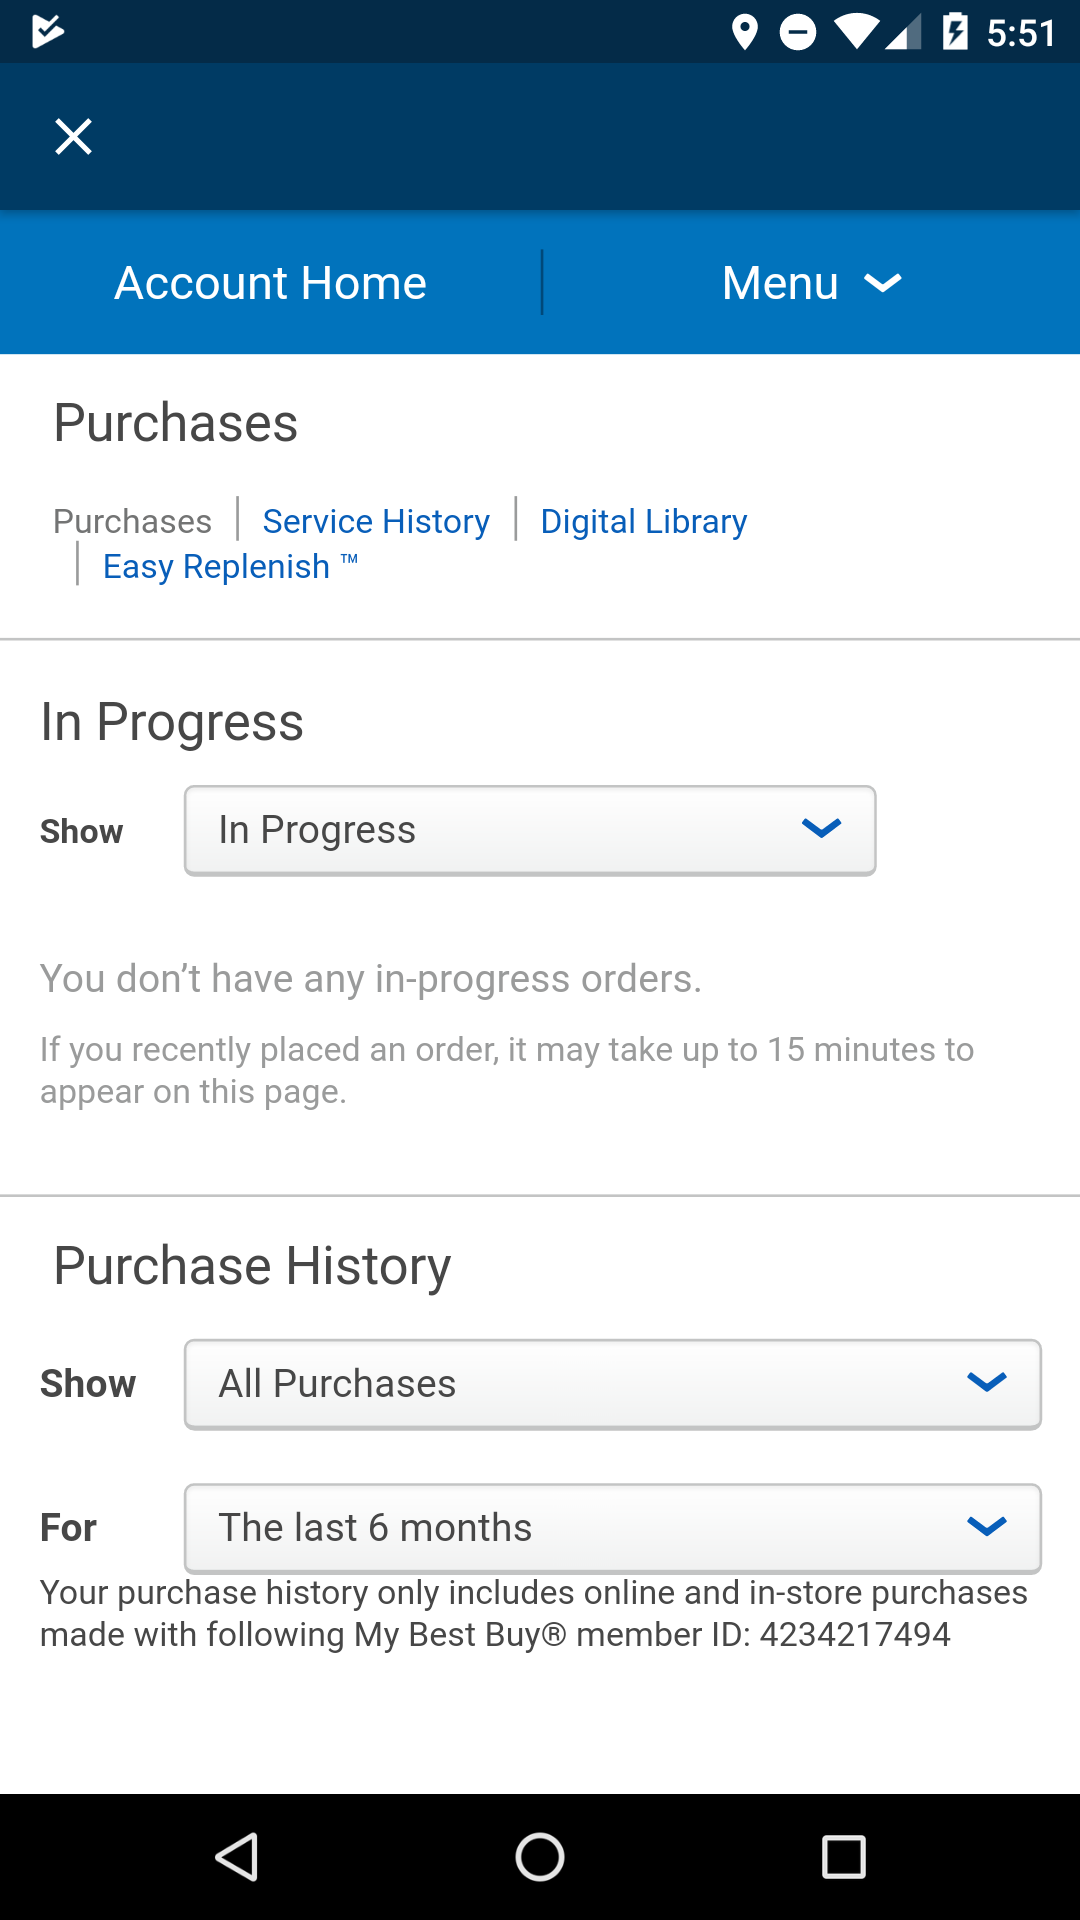 5:51
Account Home
Menu
Purchases
Purchases | Service History | Digital Library
| Easy Replenish ™
In Progress
Show In Progress
You don’t have any in-progress orders.
If you recently placed an order, it may take up to 15 minutes to
appear on this page.
Purchase History
Show All Purchases
For The last 6 months
Your purchase history only includes online and in-store purchases
made with following My Best Buy® member ID: 4234217494